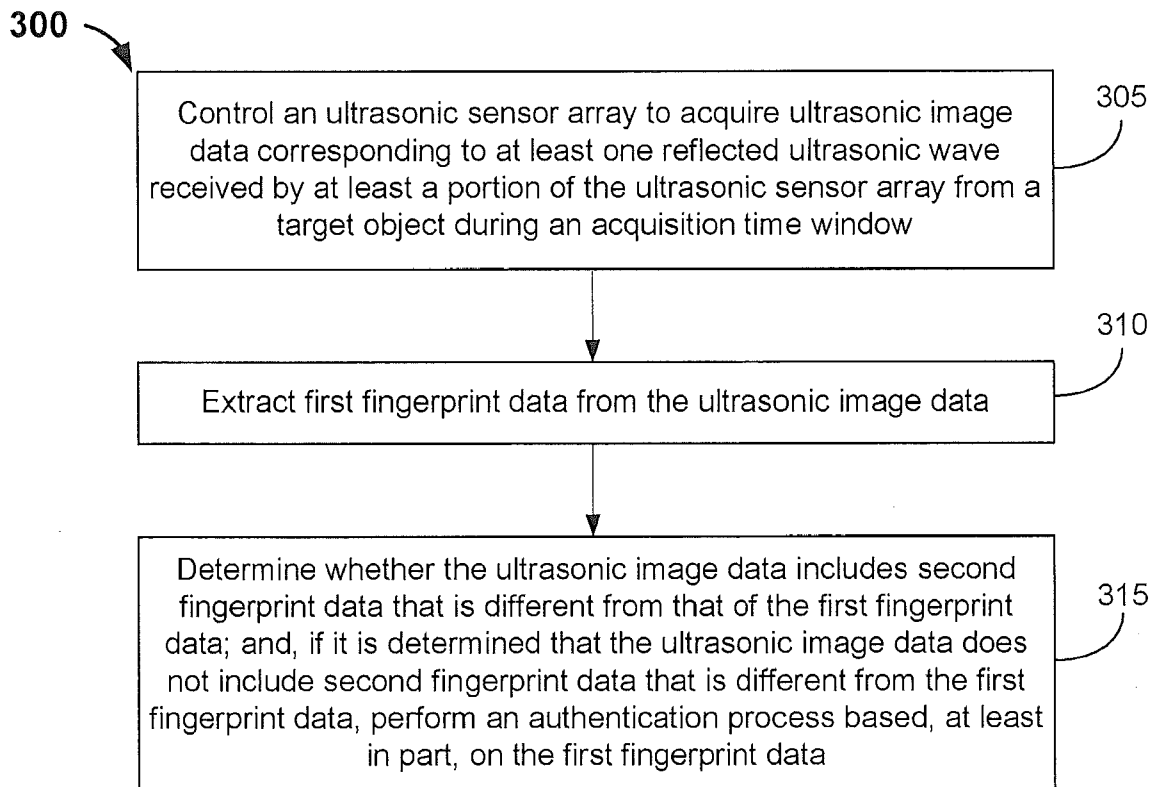 300
Control an ultrasonic sensor array to acquire ultrasonic image
data corresponding to at least one reflected ultrasonic wave
received by at least a portion of the ultrasonic sensor array from a
target object during an acquisition time window
305
Extract first fingerprint data from the ultrasonic image data
310
Determine whether the ultrasonic image data includes second
fingerprint data that is different from that of the first fingerprint
data; and, if it is determined that the ultrasonic image data does
not include second fingerprint data that is different from the first
fingerprint data, perform an authentication process based, at least
in part, on the first fingerprint data
315